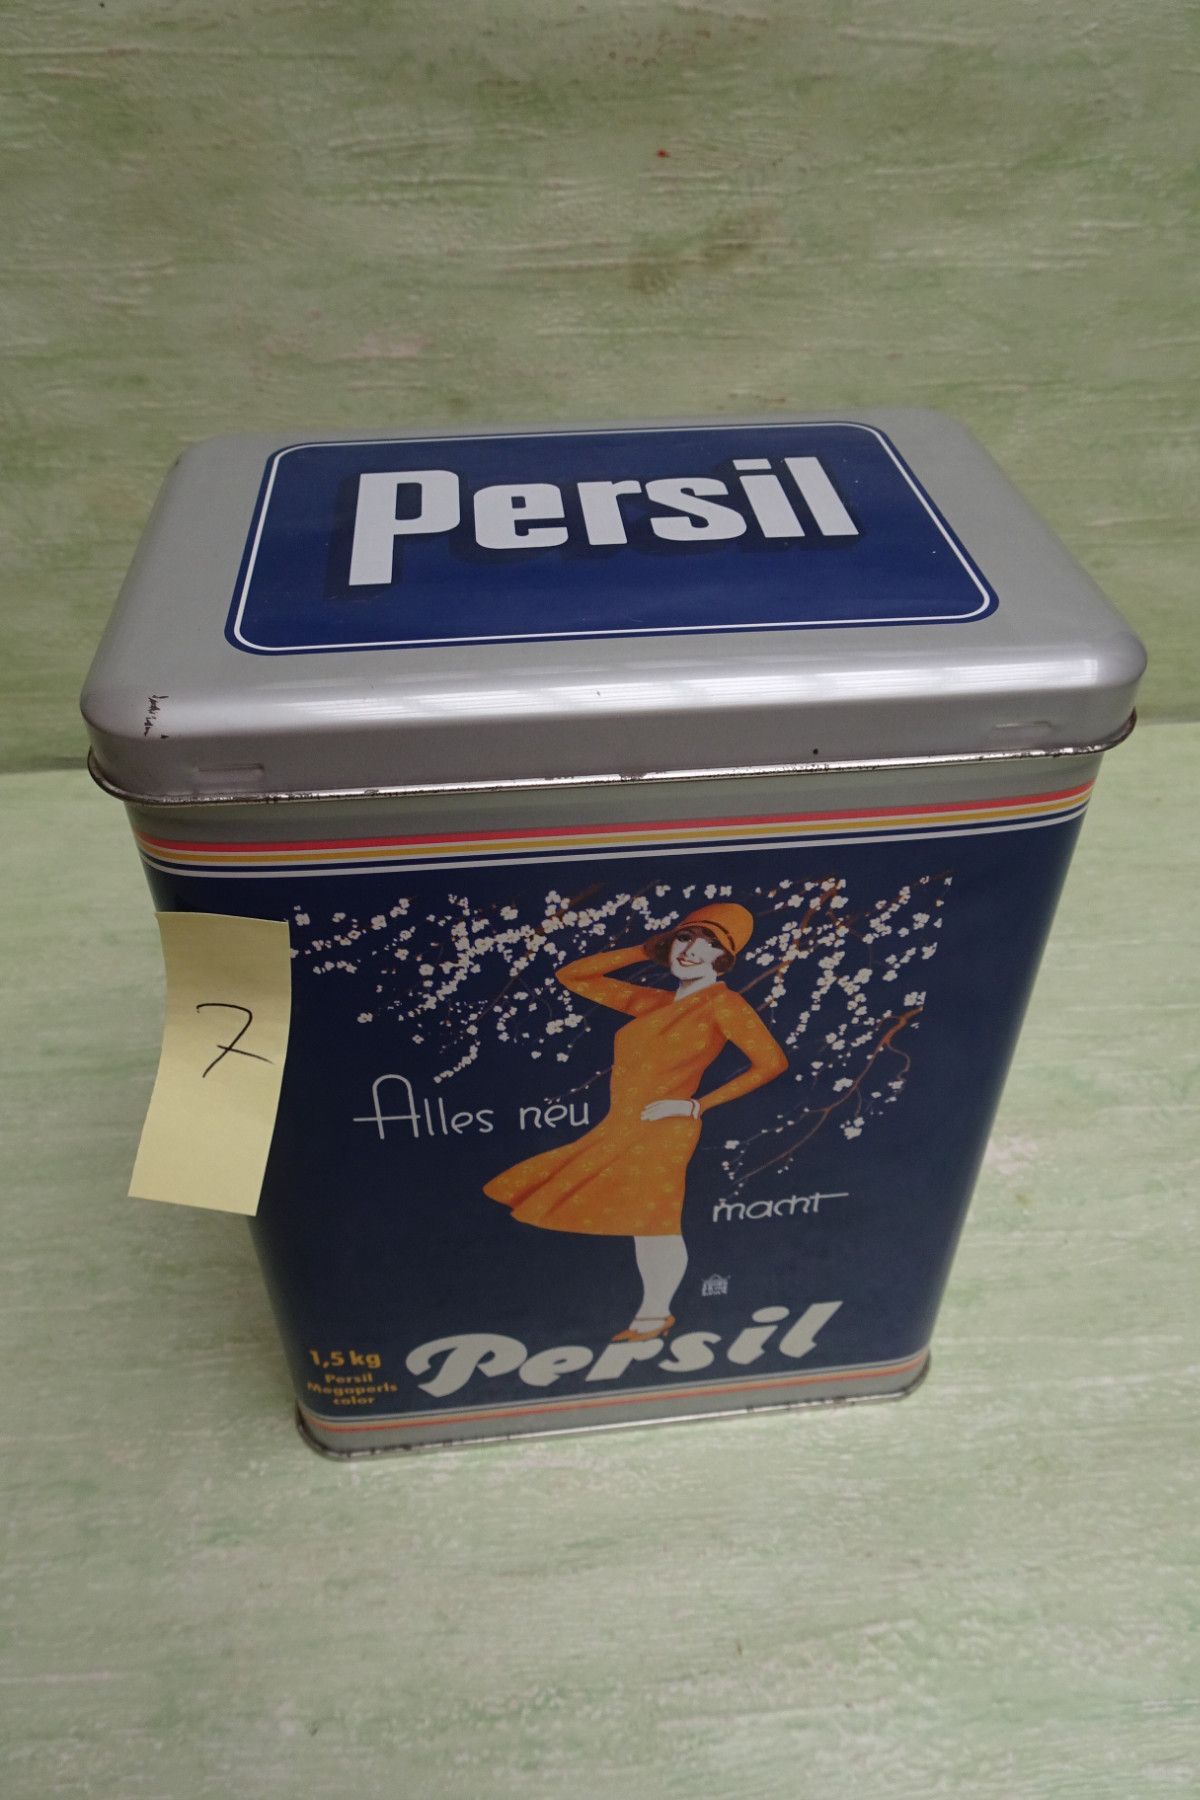 Persil
7
Alles neu
macht
Persil
1,5 kg
Persil
Megaperls
color